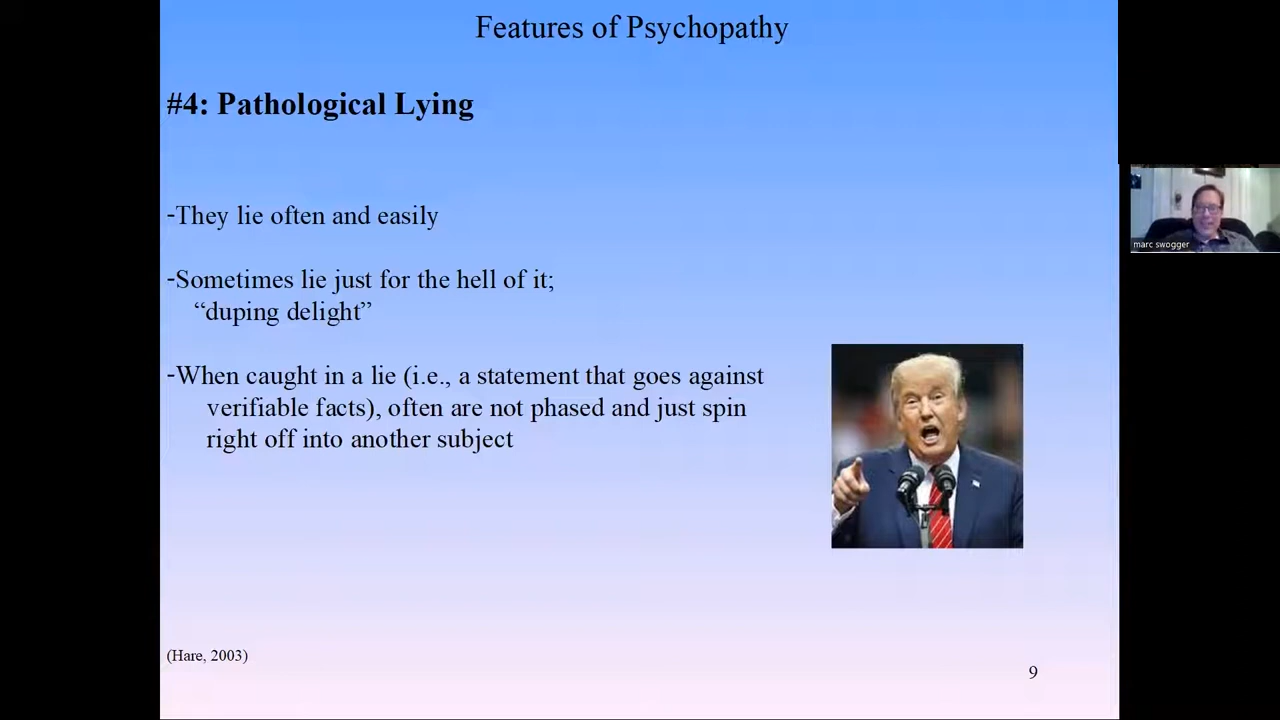 Features of Psychopathy
#4: Pathological Lying
-They lie often and easily
-Sometimes lie just for the hell of it;
“duping delight”
-When caught in a lie (i.e., a statement that goes against
verifiable facts), often are not phased and just spin
right off into another subject
(Hare, 2003)
9
marc swogger